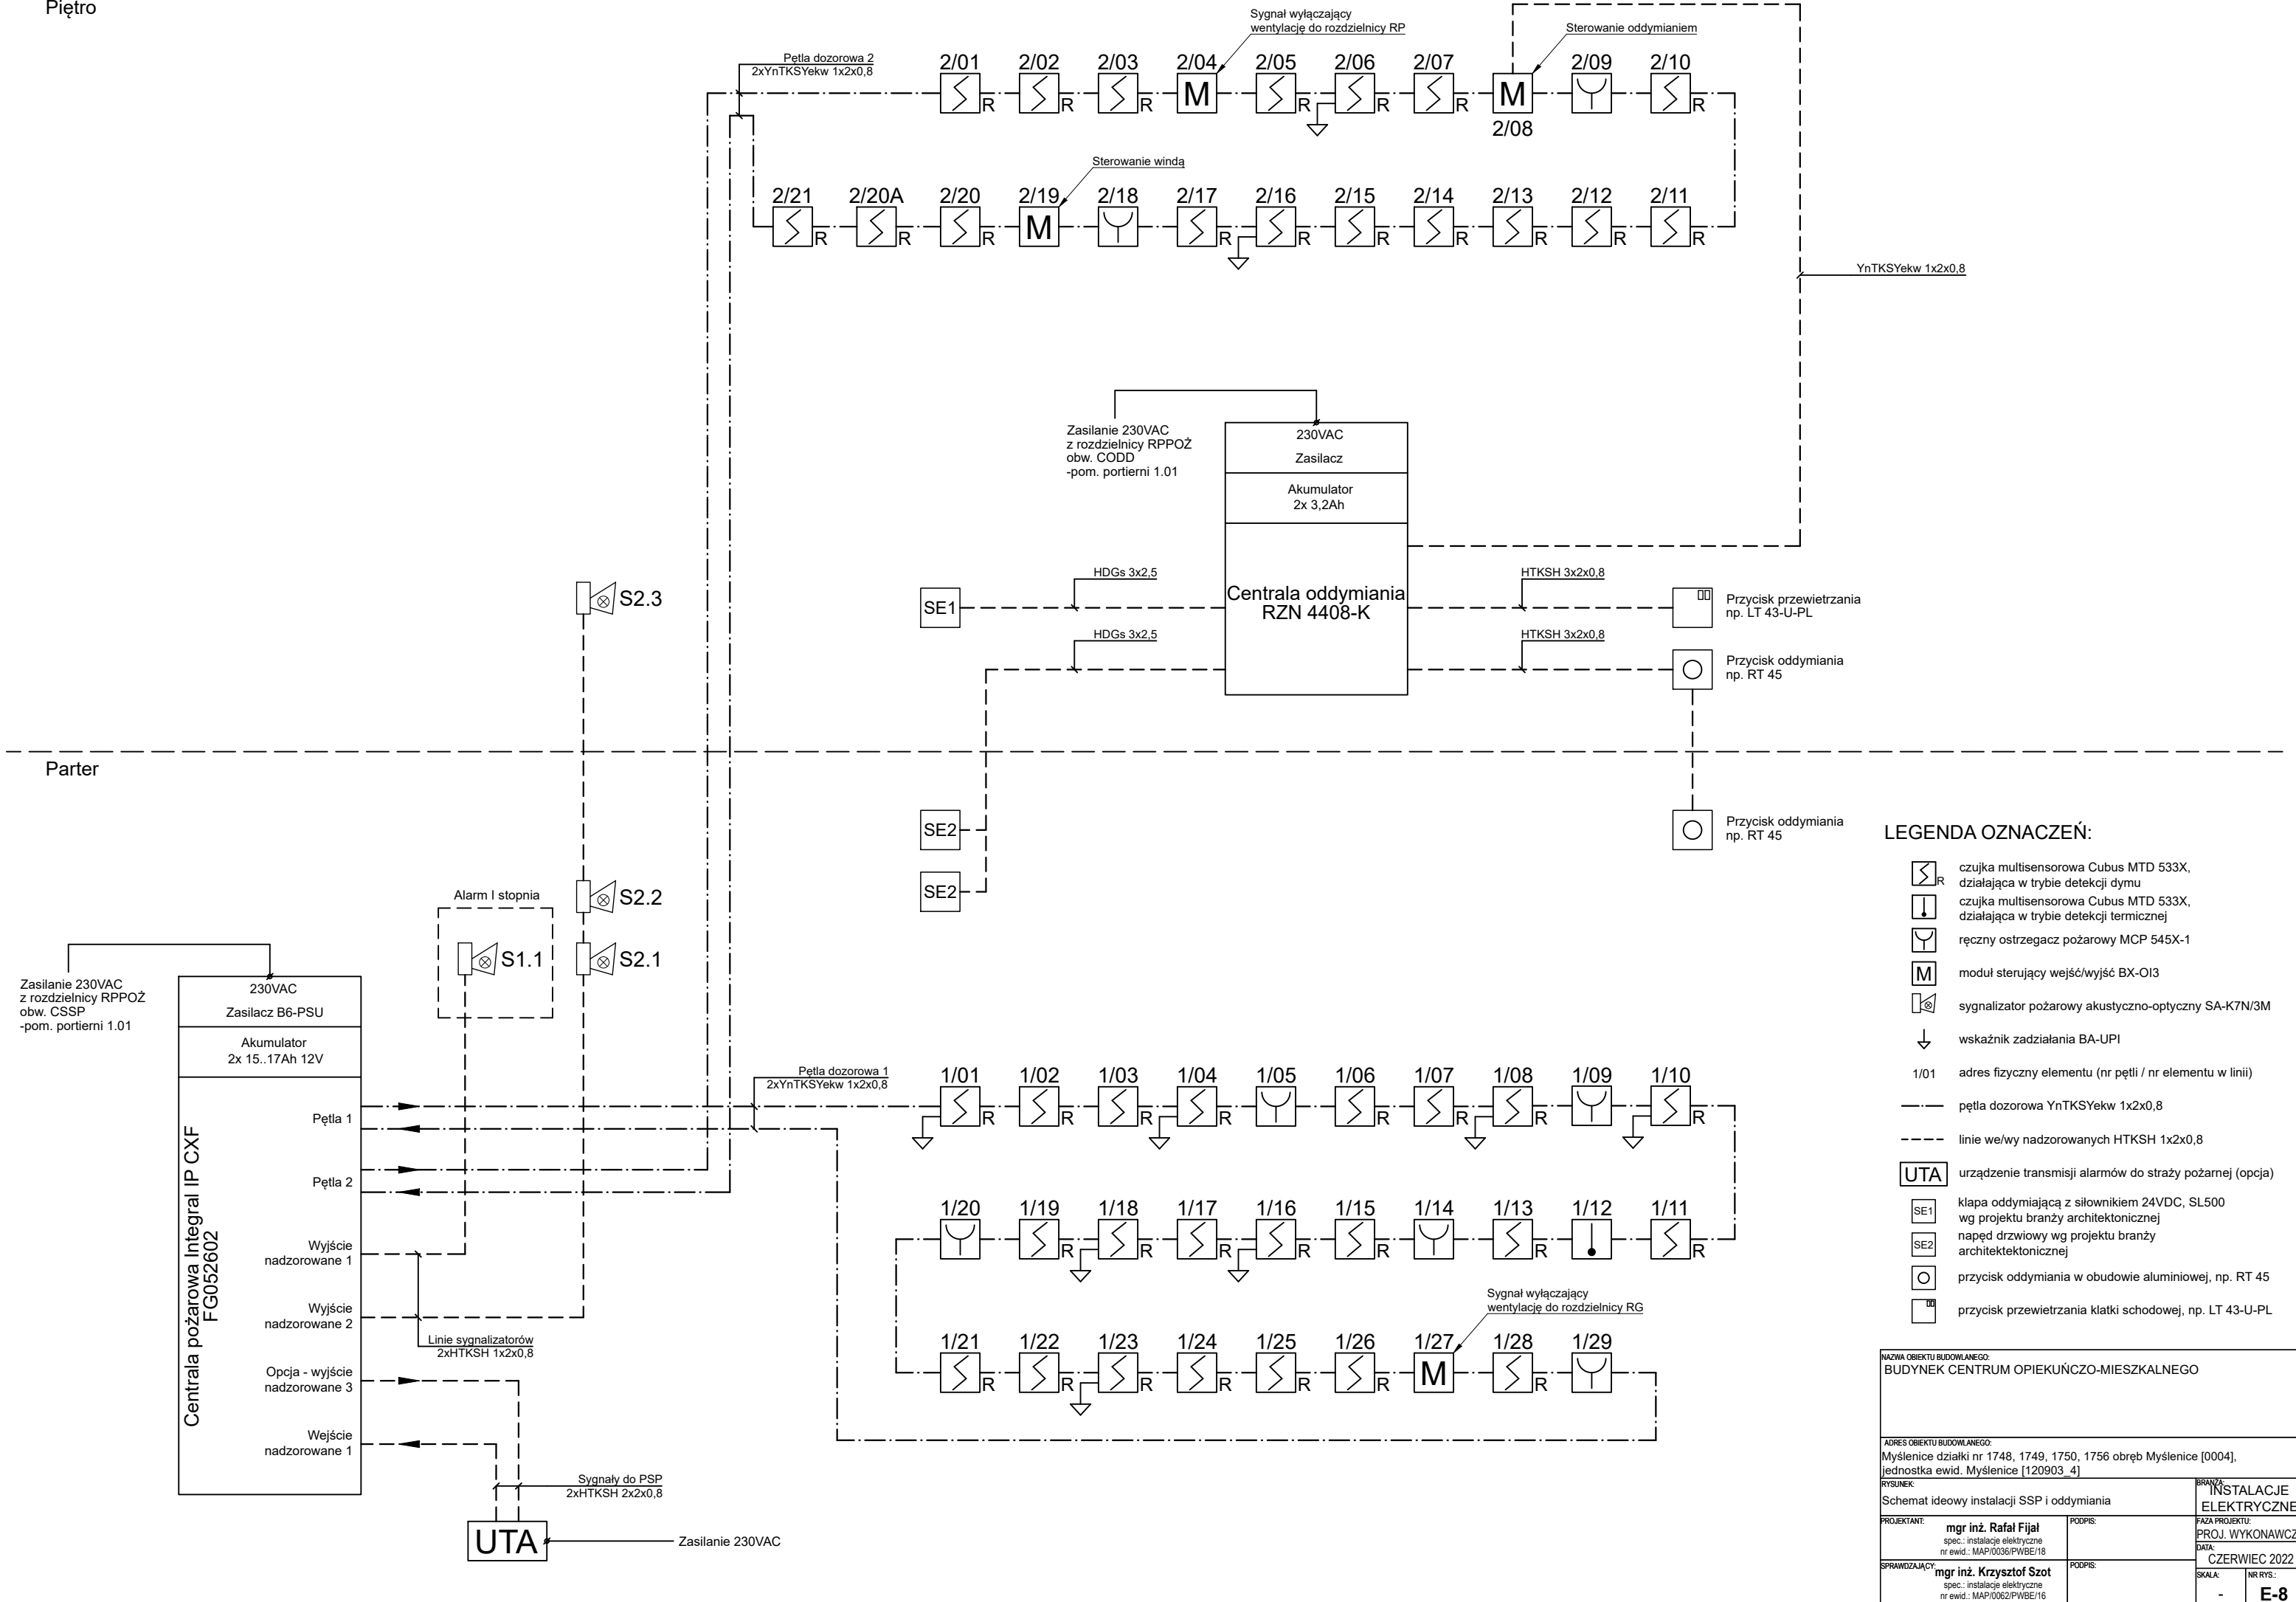 Piętro
Sygnał wyłączający
wentylację do rozdzielnicy RP
Sterowanie oddymianiem
Pętla dozorowa 2
2xYnTKSYekw 1x2x0,8
2/01 2/02 2/03 2/04 2/05 2/06 2/07 2/09 2/10
R R R M R R R M R
2/08
Sterowanie windą
2/21 2/20A 2/20 2/19 2/18 2/17 2/16 2/15 2/14 2/13 2/12 2/11
R R R M R R R R R R R
YnTKSYekw 1x2x0,8
Zasilanie 230VAC
z rozdzielnicy RPPOŻ
obw. CODD
-pom. portierni 1.01
230VAC
Zasilacz
Akumulator
2x 3,2Ah
Centrala oddymiania
RZN 4408-K
HDGs 3x2,5
SE1
HDGs 3x2,5
HTKSH 3x2x0,8
Przycisk przewietrzania
np. LT 43-U-PL
HTKSH 3x2x0,8
Przycisk oddymiania
np. RT 45
S2.3
Parter
SE2
SE2
Przycisk oddymiania
np. RT 45
Alarm I stopnia
S1.1
S2.2
S2.1
Zasilanie 230VAC
z rozdzielnicy RPPOŻ
obw. CSSP
-pom. portierni 1.01
230VAC
Zasilacz B6-PSU
Akumulator
2x 15..17Ah 12V
Centrala pożarowa Integral IP CXF
FG052602
Pętla 1
Pętla 2
Wyjście
nadzorowane 1
Wyjście
nadzorowane 2
Opcja - wyjście
nadzorowane 3
Wejście
nadzorowane 1
Linie sygnalizatorów
2xHTKSH 1x2x0,8
Sygnały do PSP
2xHTKSH 2x2x0,8
UTA
Zasilanie 230VAC
Pętla dozorowa 1
2xYnTKSYekw 1x2x0,8
1/01 1/02 1/03 1/04 1/05 1/06 1/07 1/08 1/09 1/10
R R R R R R R R
1/20 1/19 1/18 1/17 1/16 1/15 1/14 1/13 1/12 1/11
R R R R R R R
Sygnał wyłączający
wentylację do rozdzielnicy RG
1/21 1/22 1/23 1/24 1/25 1/26 1/27 1/28 1/29
R R R R R R M R
LEGENDA OZNACZEŃ:
R czujka multisensorowa Cubus MTD 533X,
działająca w trybie detekcji dymu
czujka multisensorowa Cubus MTD 533X,
działająca w trybie detekcji termicznej
ręczny ostrzegacz pożarowy MCP 545X-1
M moduł sterujący wejść/wyjść BX-OI3
sygnalizator pożarowy akustyczno-optyczny SA-K7N/3M
wskaźnik zadziałania BA-UPI
1/01 adres fizyczny elementu (nr pętli / nr elementu w linii)
pętla dozorowa YnTKSYekw 1x2x0,8
linie we/wy nadzorowanych HTKSH 1x2x0,8
UTA urządzenie transmisji alarmów do straży pożarnej (opcja)
SE1 klapa oddymiającą z siłownikiem 24VDC, SL500
wg projektu branży architektonicznej
SE2 napęd drzwiowy wg projektu branży
architektektonicznej
przycisk oddymiania w obudowie aluminiowej, np. RT 45
przycisk przewietrzania klatki schodowej, np. LT 43-U-PL
NAZWA OBIEKTU BUDOWLANEGO:
BUDYNEK CENTRUM OPIEKUŃCZO-MIESZKALNEGO
ADRES OBIEKTU BUDOWLANEGO:
Myślenice działki nr 1748, 1749, 1750, 1756 obręb Myślenice [0004],
jednostka ewid. Myślenice [120903_4]
RYSUNEK:
Schemat ideowy instalacji SSP i oddymiania
BRANŻA:
INSTALACJE
ELEKTRYCZNE
PROJEKTANT:
mgr inż. Rafał Fijał
spec.: instalacje elektryczne
nr ewid.: MAP/0036/PWBE/18
PODPIS:
FAZA PROJEKTU:
PROJ. WYKONAWCZ
DATA:
CZERWIEC 2022
SPRAWDZAJĄCY:
mgr inż. Krzysztof Szot
spec.: instalacje elektryczne
nr ewid.: MAP/0062/PWBE/16
PODPIS:
SKALA:
-
NR RYS.:
E-8